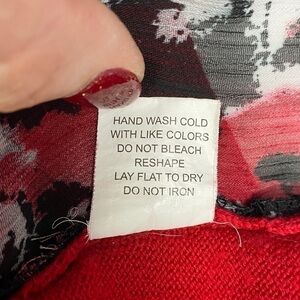 HAND WASH COLD
WITH LIKE COLORS
DO NOT BLEACH
RESHAPE
LAY FLAT TO DRY
DO NOT IRON